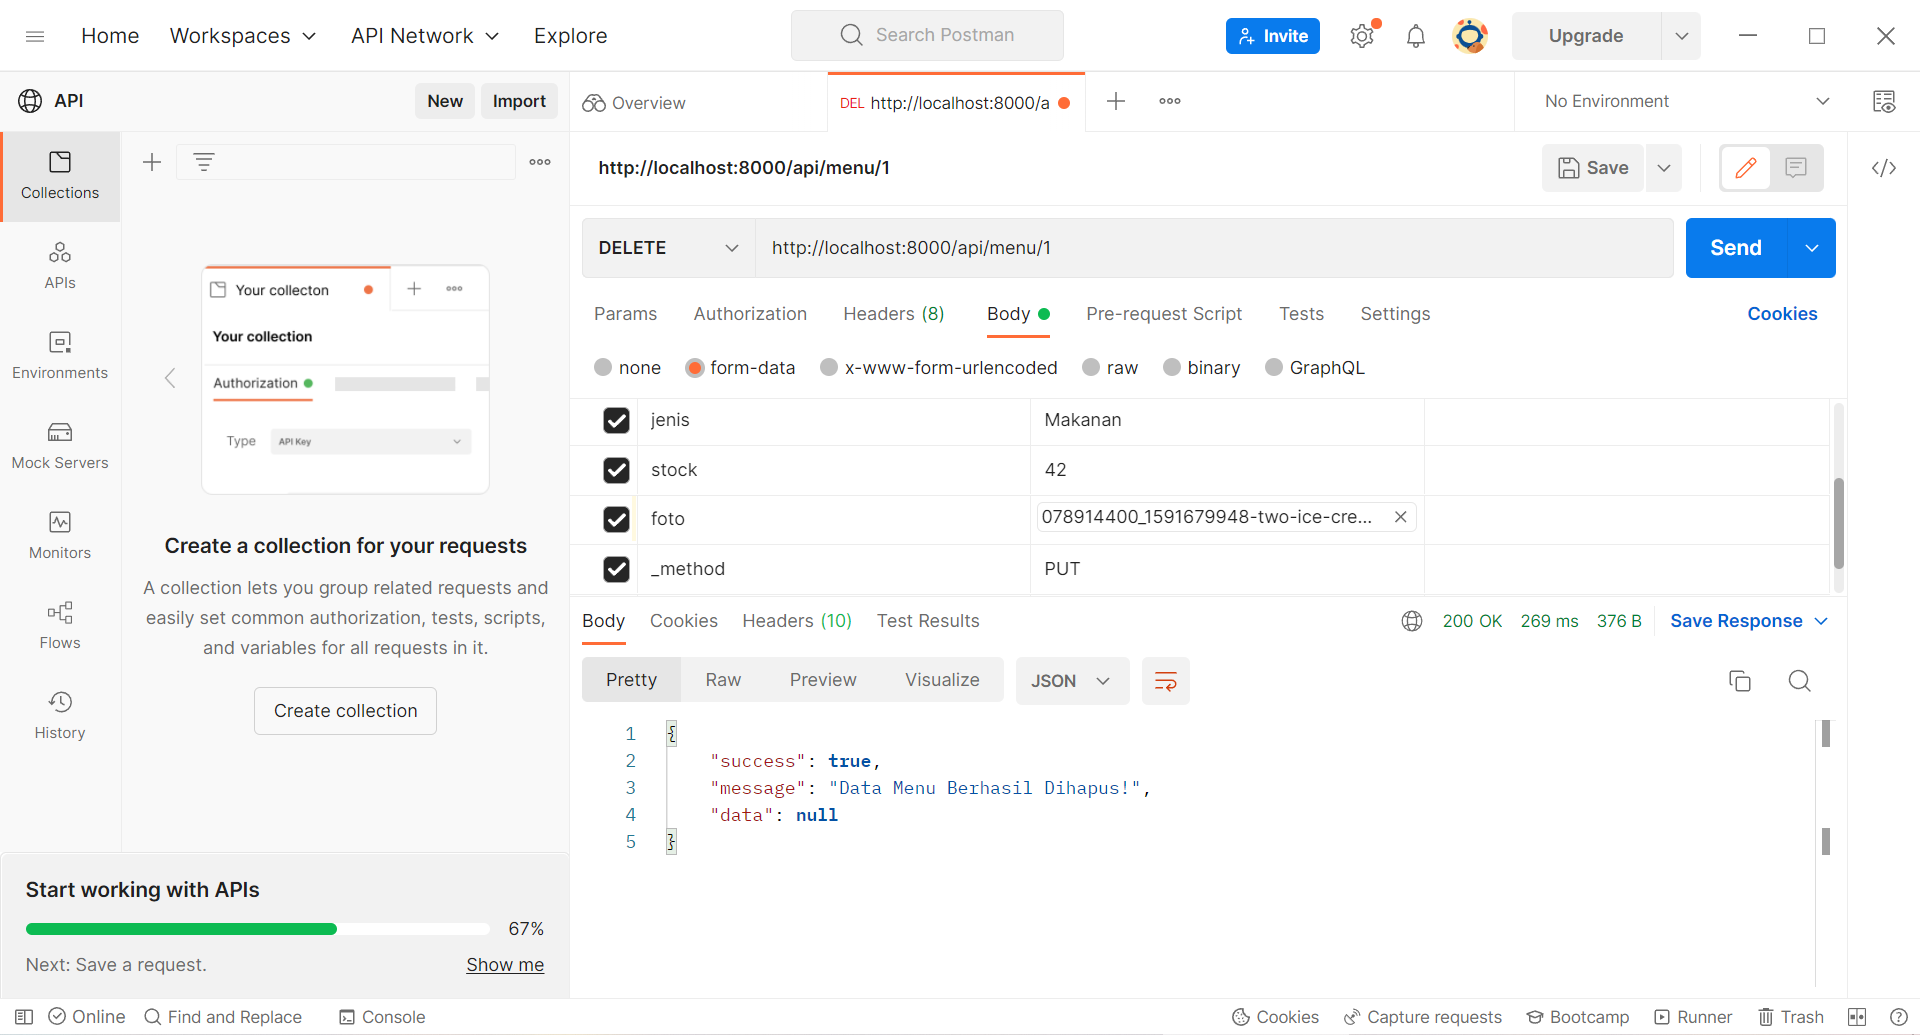 Home Workspaces API Network Explore Search Postman Invite Upgrade
API New Import Overview DEL http://localhost:8000/a No Environment
http://localhost:8000/api/menu/1 Save
Collections
APIs
Environments
Mock Servers
Monitors
Flows
History
Your collecton
Your collection
Authorization
Type API Key
Create a collection for your requests
A collection lets you group related requests and
easily set common authorization, tests, scripts,
and variables for all requests in it.
Create collection
Start working with APIs
67%
Next: Save a request. Show me
DELETE http://localhost:8000/api/menu/1 Send
Params Authorization Headers (8) Body Pre-request Script Tests Settings Cookies
none form-data x-www-form-urlencoded raw binary GraphQL
jenis Makanan
stock 42
foto 078914400_1591679948-two-ice-cre...
_method PUT
Body Cookies Headers (10) Test Results 200 OK 269 ms 376 B Save Response
Pretty Raw Preview Visualize JSON
1 {
2 "success": true,
3 "message": "Data Menu Berhasil Dihapus!",
4 "data": null
5 }
Online Find and Replace Console Cookies Capture requests Bootcamp Runner Trash